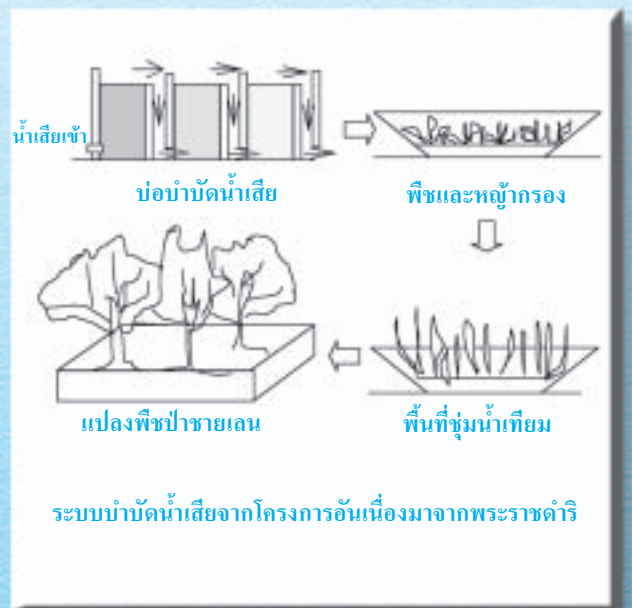 น้ำเสียเข้า
บ่อบำบัดน้ำเสีย
พืชและหญ้ากรอง
แปลงพืชป่าชายเลน
พื้นที่ชุ่มน้ำเทียม
ระบบบำบัดน้ำเสียจากโครงการอันเนื่องมาจากพระราชดำริ